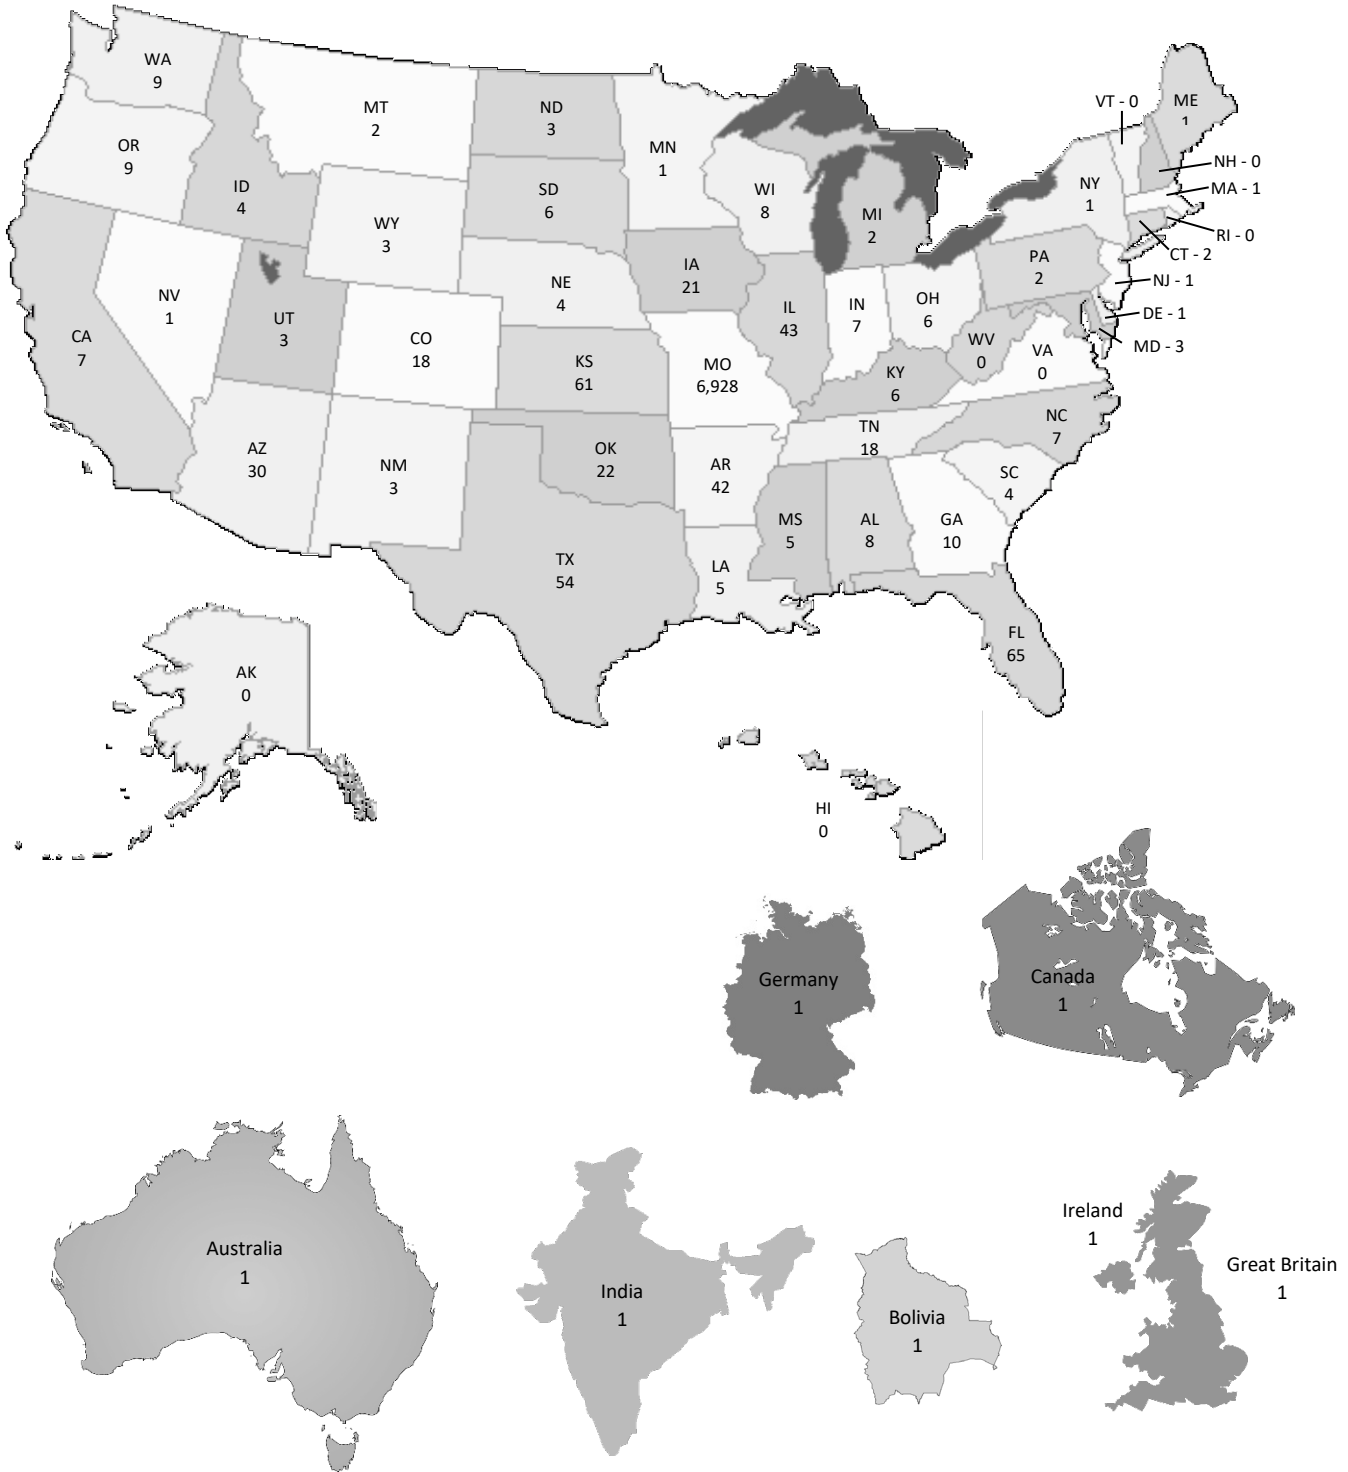 WA
9
MT
2
ND
3
VT - 0
ME
1
OR
9
MN
1
NH - 0
ID
4
SD
6
WI
8
NY
1
MA - 1
WY
3
MI
2
RI - 0
CT - 2
IA
21
PA
2
NJ - 1
NV
1
NE
4
IN
7
OH
6
DE - 1
UT
3
IL
43
MD - 3
CA
7
CO
18
WV
0
VA
0
KS
61
MO
6,928
KY
6
NC
7
TN
18
AZ
30
NM
3
OK
22
AR
42
SC
4
MS
5
AL
8
GA
10
TX
54
LA
5
FL
65
AK
0
HI
0
Germany
1
Canada
1
Australia
1
India
1
Bolivia
1
Ireland
1
Great Britain
1